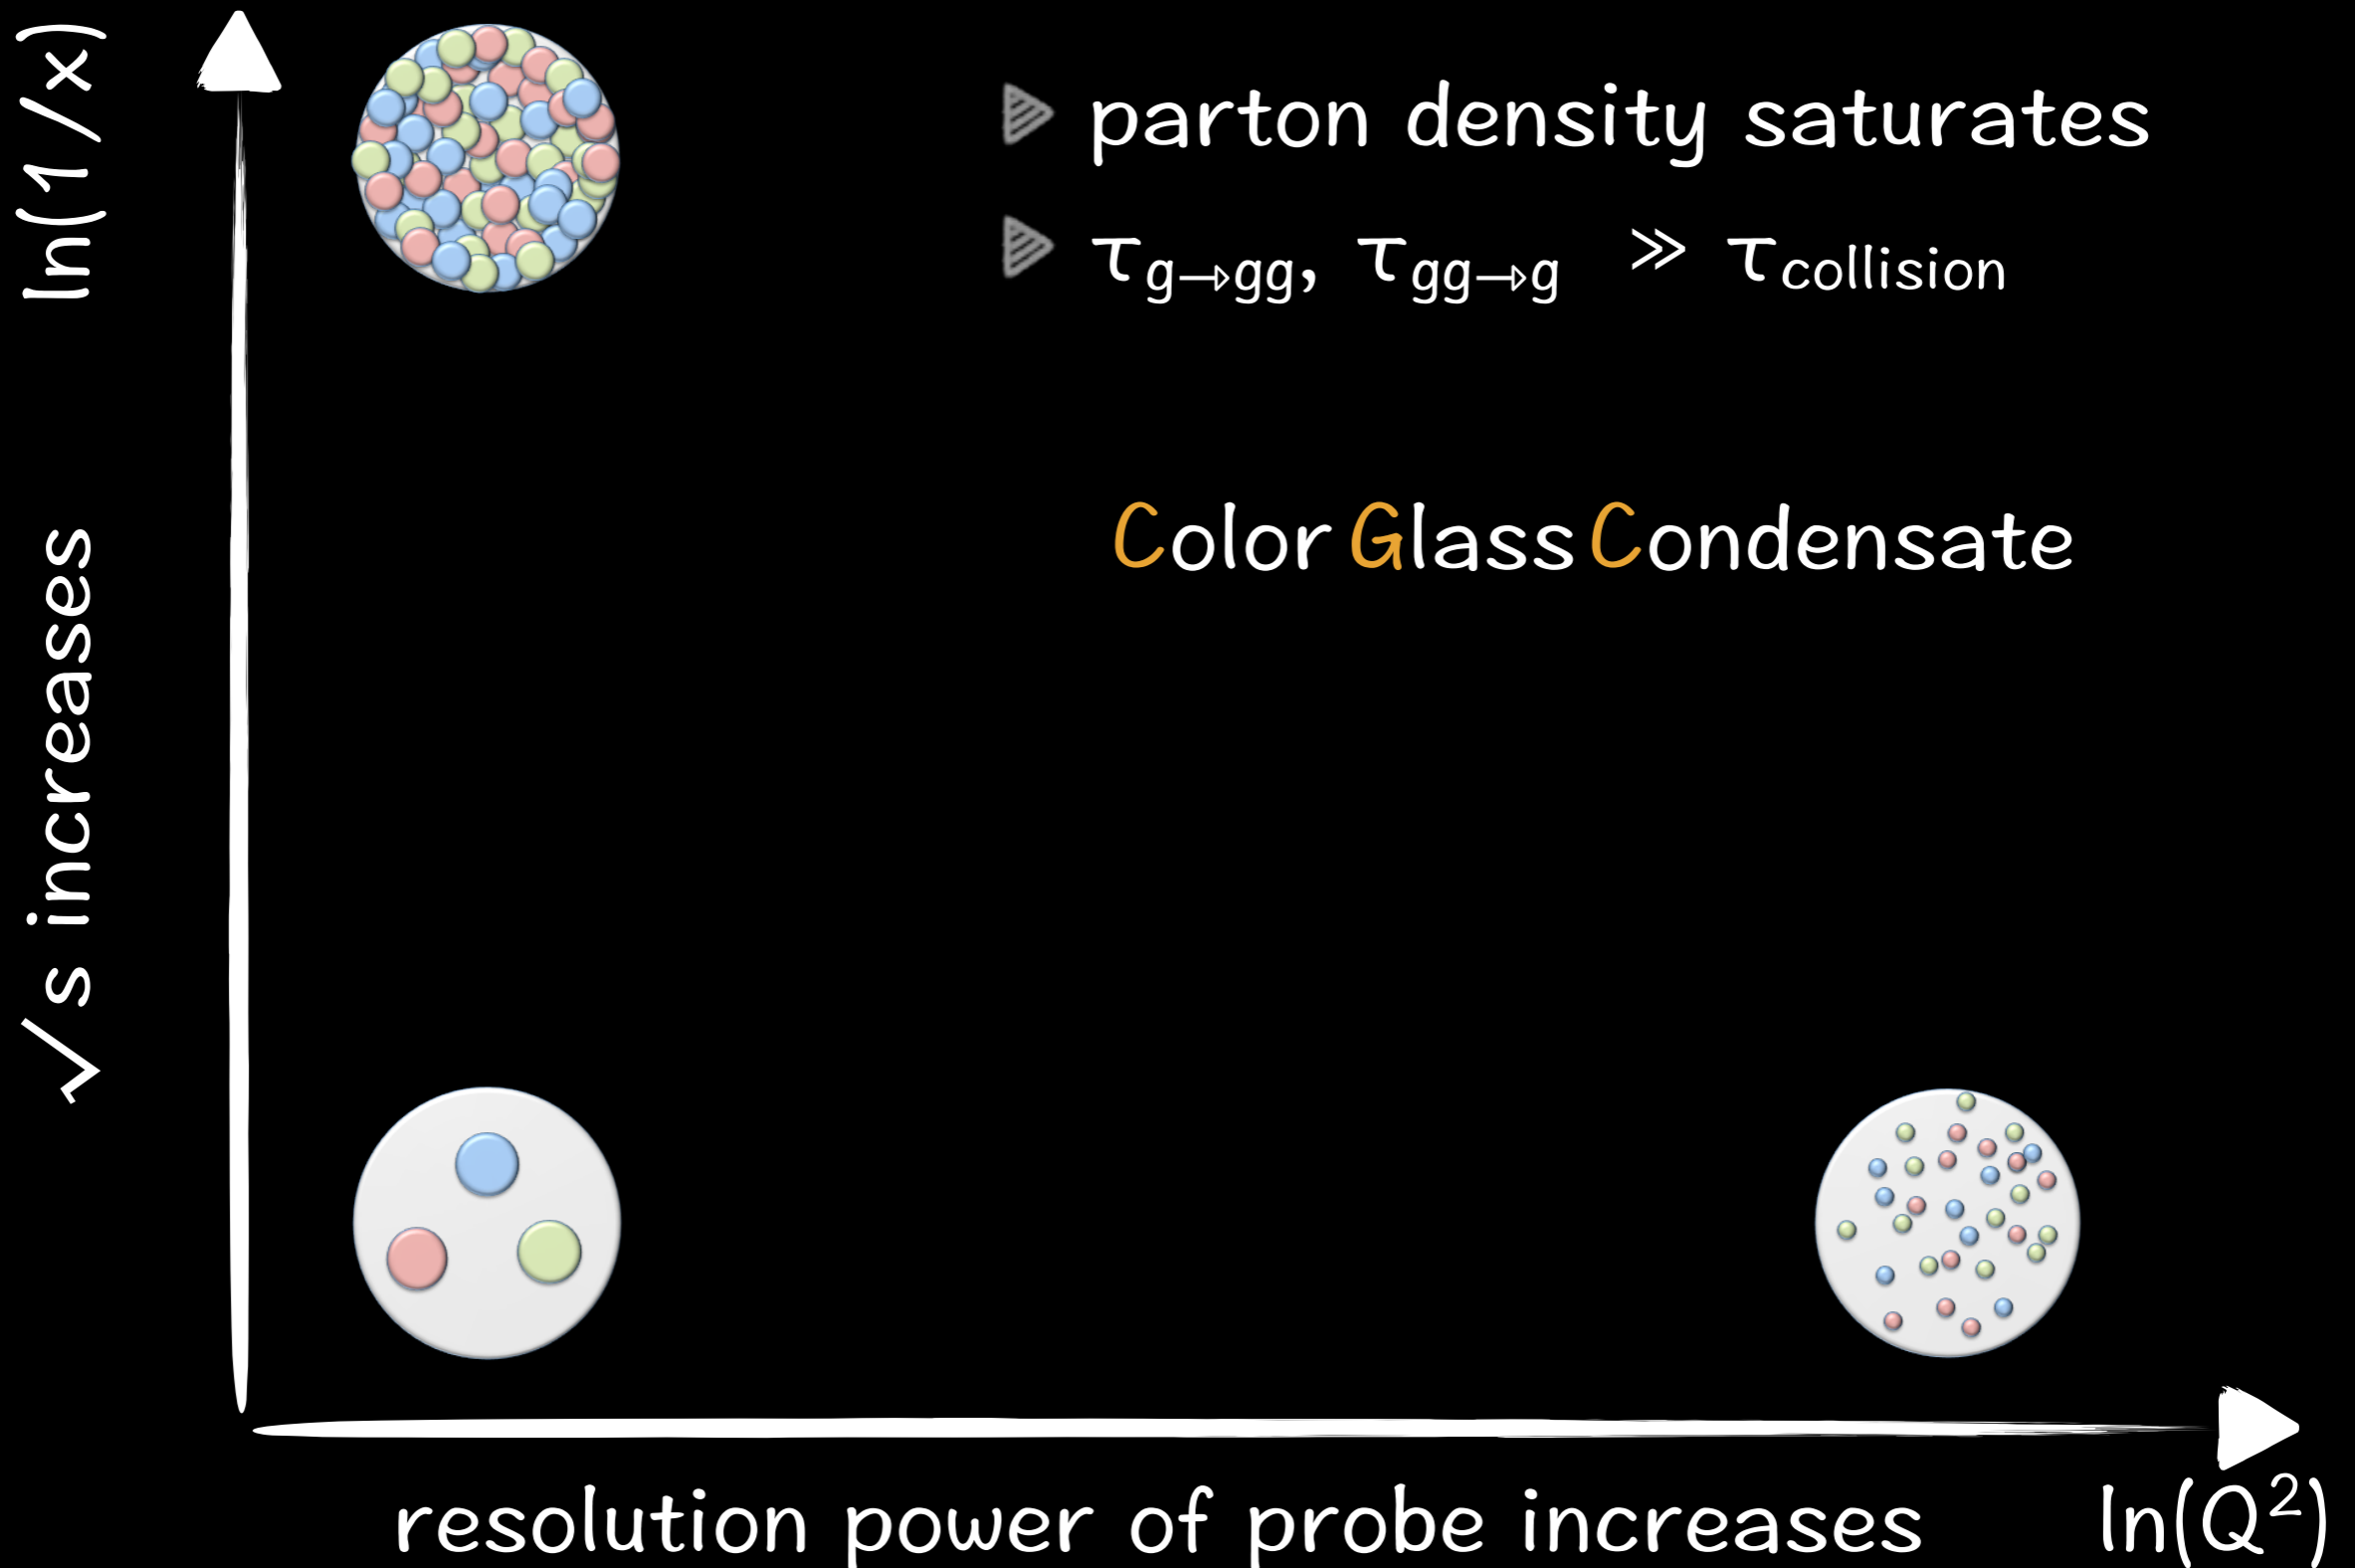 ln(1/x)
√s increases
parton density saturates
τg→gg, τgg→g ≫ τcollision
Color Glass Condensate
resolution power of probe increases
ln(Q²)